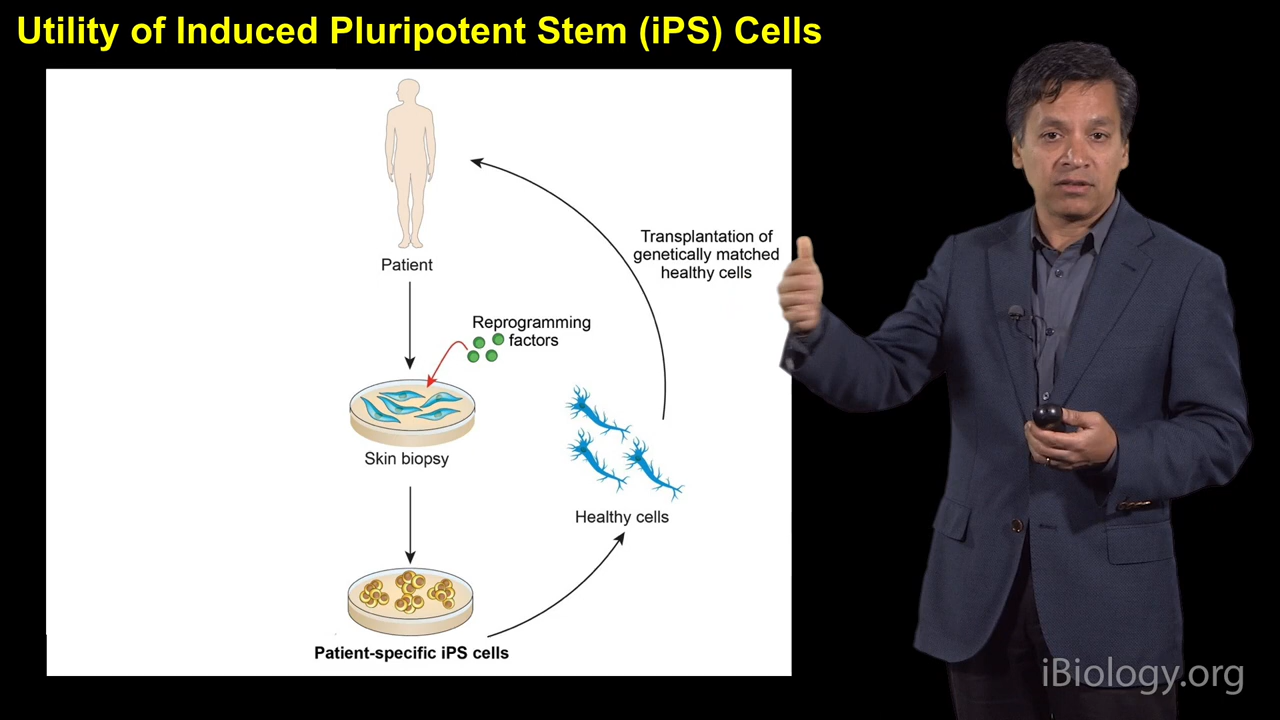 Utility of Induced Pluripotent Stem (iPS) Cells
Patient
Transplantation of
genetically matched
healthy cells
Reprogramming
factors
Skin biopsy
Healthy cells
Patient-specific iPS cells
iBiology.org